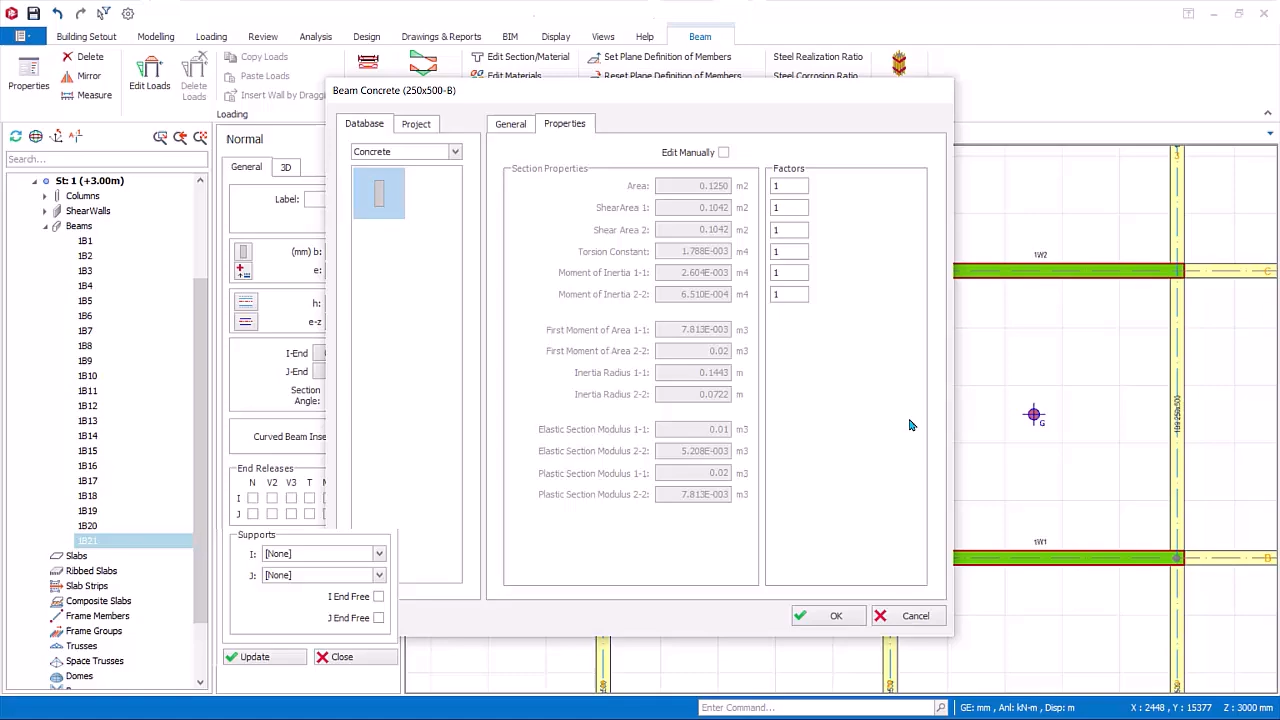 Building Setout Modelling Loading Review Analysis Design Drawings & Reports BIM Display Views Help Beam
Properties
Delete
Mirror
Measure
Edit Loads
Delete Loads
Copy Loads
Paste Loads
Insert Wall by Draggi
Loading
Edit Section/Material
Edit Materials
Set Plane Definition of Members
Reset Plane Definition of Members
Steel Realization Ratio
Steel Corrosion Ratio
Search...
St: 1 (+3.00m)
Columns
ShearWalls
Beams
1B1
1B2
1B3
1B4
1B5
1B6
1B7
1B8
1B9
1B10
1B11
1B12
1B13
1B14
1B15
1B16
1B17
1B18
1B19
1B20
1B21
Slabs
Ribbed Slabs
Slab Strips
Composite Slabs
Frame Members
Frame Groups
Trusses
Space Trusses
Domes
Normal
General 3D
Label:
(mm) b:
e:
h:
e-z
I-End
J-End
Section
Angle:
Curved Beam Inse
End Releases
N V2 V3 T
I
J
Supports
I: [None]
J: [None]
I End Free
J End Free
Update Close
Beam Concrete (250x500-B)
Database Project
Concrete
General Properties
Edit Manually
Section Properties Factors
Area: 0.1250 m2 1
ShearArea 1: 0.1042 m2 1
Shear Area 2: 0.1042 m2 1
Torsion Constant: 1.788E-003 m4 1
Moment of Inertia 1-1: 2.604E-003 m4 1
Moment of Inertia 2-2: 6.510E-004 m4 1
First Moment of Area 1-1: 7.813E-003 m3
First Moment of Area 2-2: 0.02 m3
Inertia Radius 1-1: 0.1443 m
Inertia Radius 2-2: 0.0722 m
Elastic Section Modulus 1-1: 0.01 m3
Elastic Section Modulus 2-2: 5.208E-003 m3
Plastic Section Modulus 1-1: 0.02 m3
Plastic Section Modulus 2-2: 7.813E-003 m3
OK Cancel
3
1W2
C
G
1W1
Enter Command...
GE: mm , Anl: kN-m , Disp: m
X : 2448 , Y : 15377
Z : 3000 mm